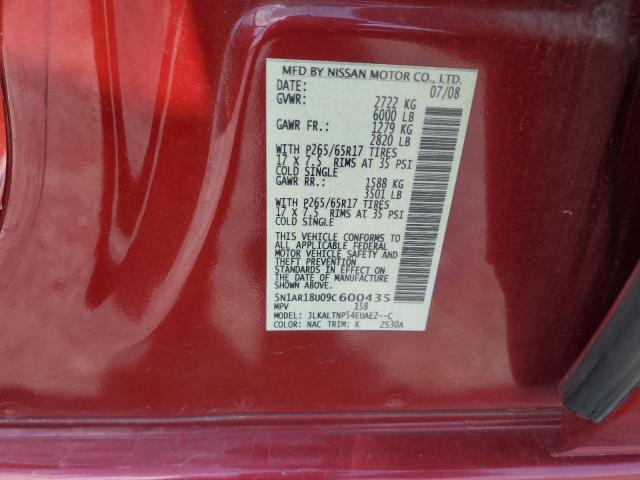 MFD BY NISSAN MOTOR CO., LTD.
DATE: 07/08
GVWR: 2722 KG
6000 LB
GAWR FR.: 1279 KG
2820 LB
WITH P265/65R17 TIRES
17 X 7.5 RIMS AT 35 PSI
COLD SINGLE
GAWR RR.: 1588 KG
3501 LB
WITH P265/65R17 TIRES
17 X 7.5 RIMS AT 35 PSI
COLD SINGLE
THIS VEHICLE CONFORMS TO
ALL APPLICABLE FEDERAL
MOTOR VEHICLE SAFETY AND
THEFT PREVENTION
STANDARDS IN EFFECT ON
THE DATE OF MANUFACTURE
SHOWN ABOVE.
5N1AR18U09C600435
MPV 158
MODEL: JLKALTNP54EUAE2--C
COLOR: NAC TRIM: K ZS30A